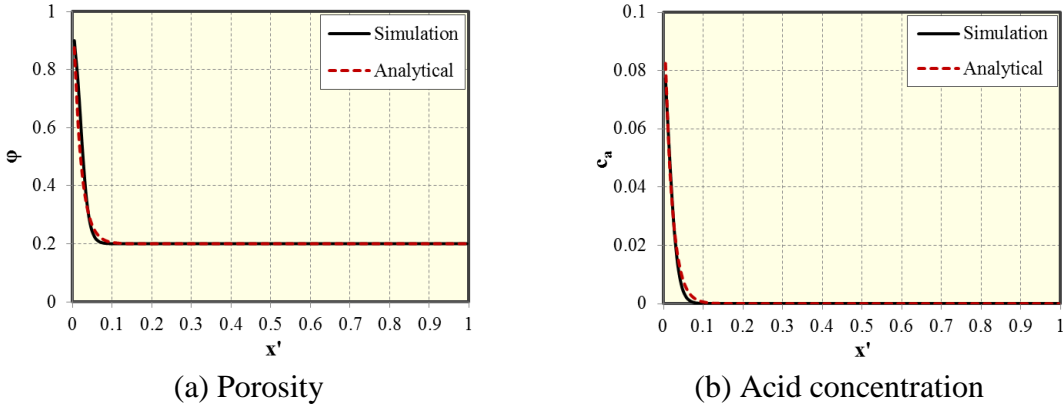 1
0.8
0.6
0.4
0.2
0
φ
Simulation
Analytical
0 0.1 0.2 0.3 0.4 0.5 0.6 0.7 0.8 0.9 1
x'
(a) Porosity
0.1
0.08
0.06
0.04
0.02
0
c_a
Simulation
Analytical
0 0.1 0.2 0.3 0.4 0.5 0.6 0.7 0.8 0.9 1
x'
(b) Acid concentration